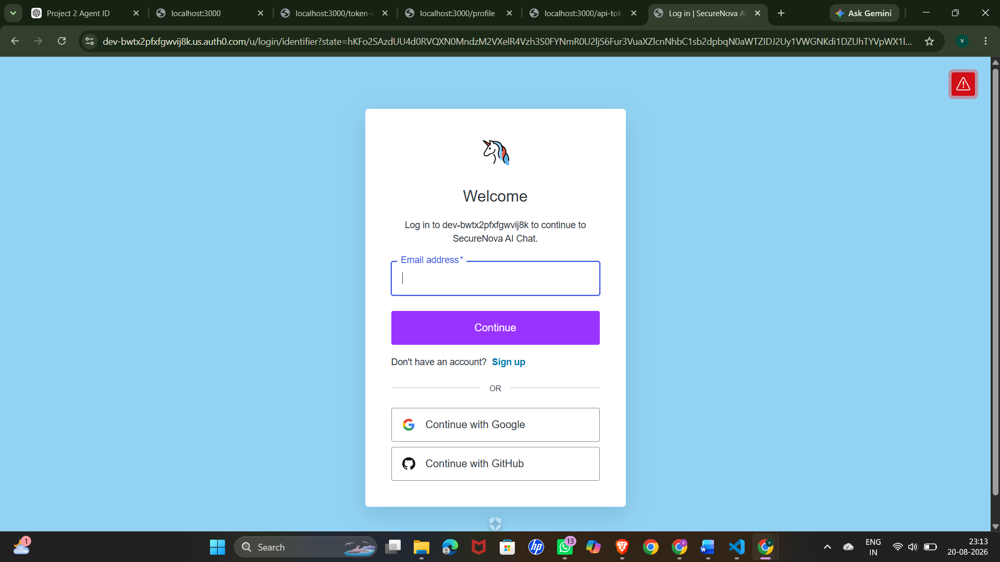 Project 2 Agent ID
localhost:3000
localhost:3000/token-i
localhost:3000/profile
localhost:3000/api-tok
Log in | SecureNova AI
Ask Gemini
dev-bwtx2pfxfgwvij8k.us.auth0.com/u/login/identifier?state=hKFo2SAzdUU4d0RVQXN0MndzM2VXelR4Vzh3S0FYNmR0U2ljS6Fur3VuaXZlcnNhbC1sb2dpbqN0aWTZIDJ2Uy1VWGNKdi1DZUhTYVpWX1l...
V
Welcome
Log in to dev-bwtx2pfxfgwvij8k to continue to
SecureNova AI Chat.
Email address*
Continue
Don't have an account? Sign up
OR
Continue with Google
Continue with GitHub
1
Search
hp
13
V
W
V
ENG
IN
23:13
20-08-2026